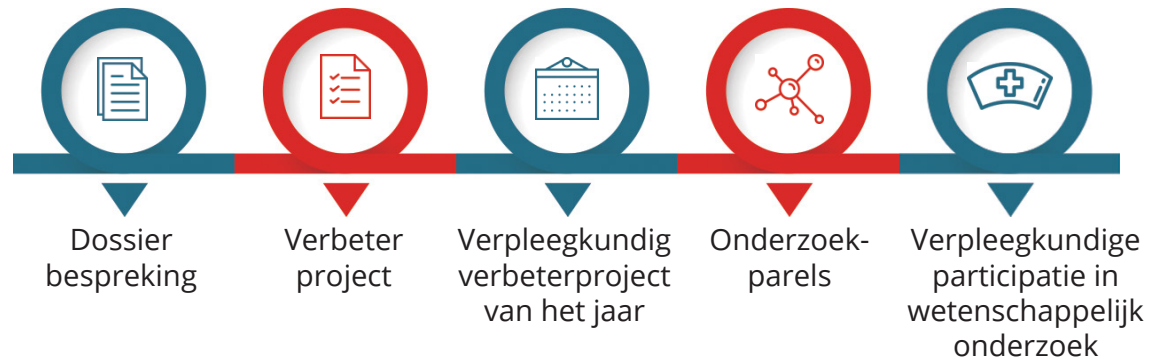 Dossier
bespreking
Verbeter
project
Verpleegkundig
verbeterproject
van het jaar
Onderzoek-
parels
Verpleegkundige
participatie in
wetenschappelijk
onderzoek